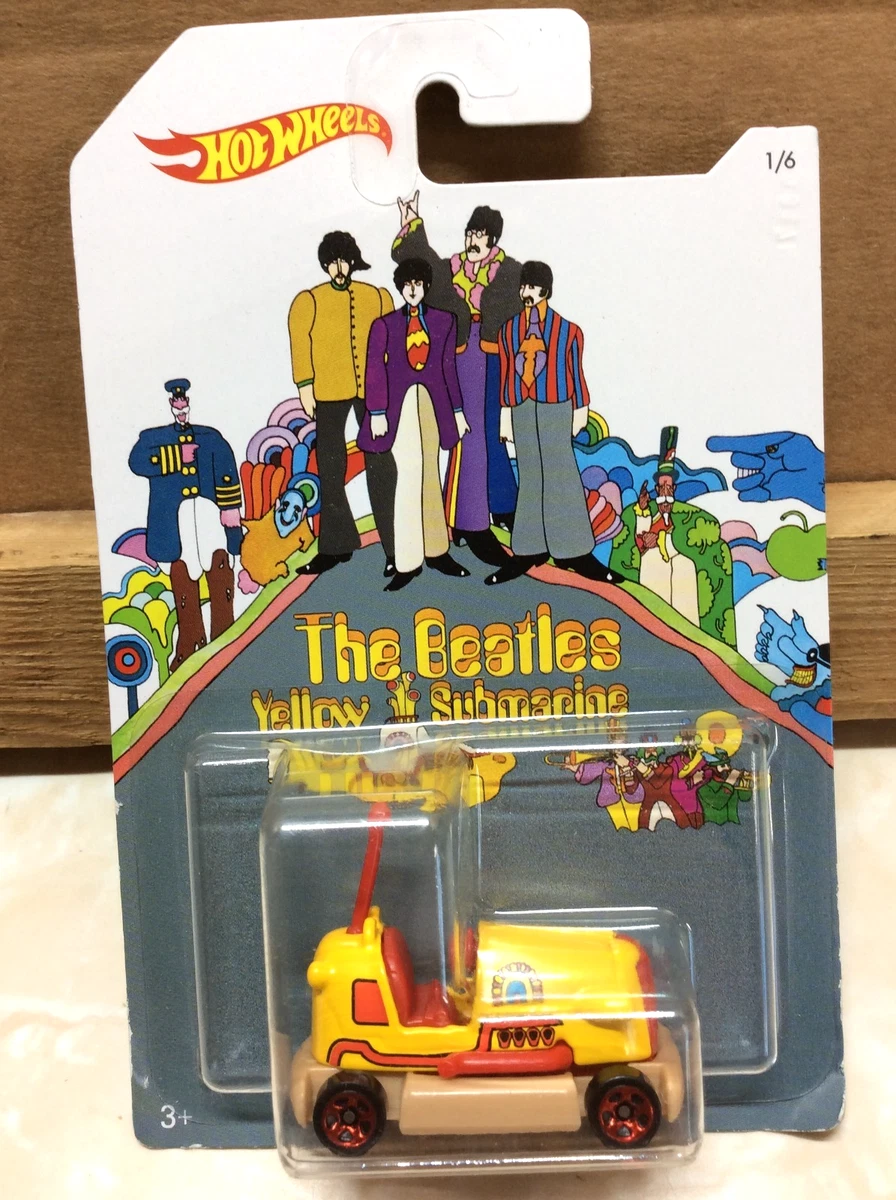 HOT WHEELS
1/6
The Beatles
Yellow Submarine
3+